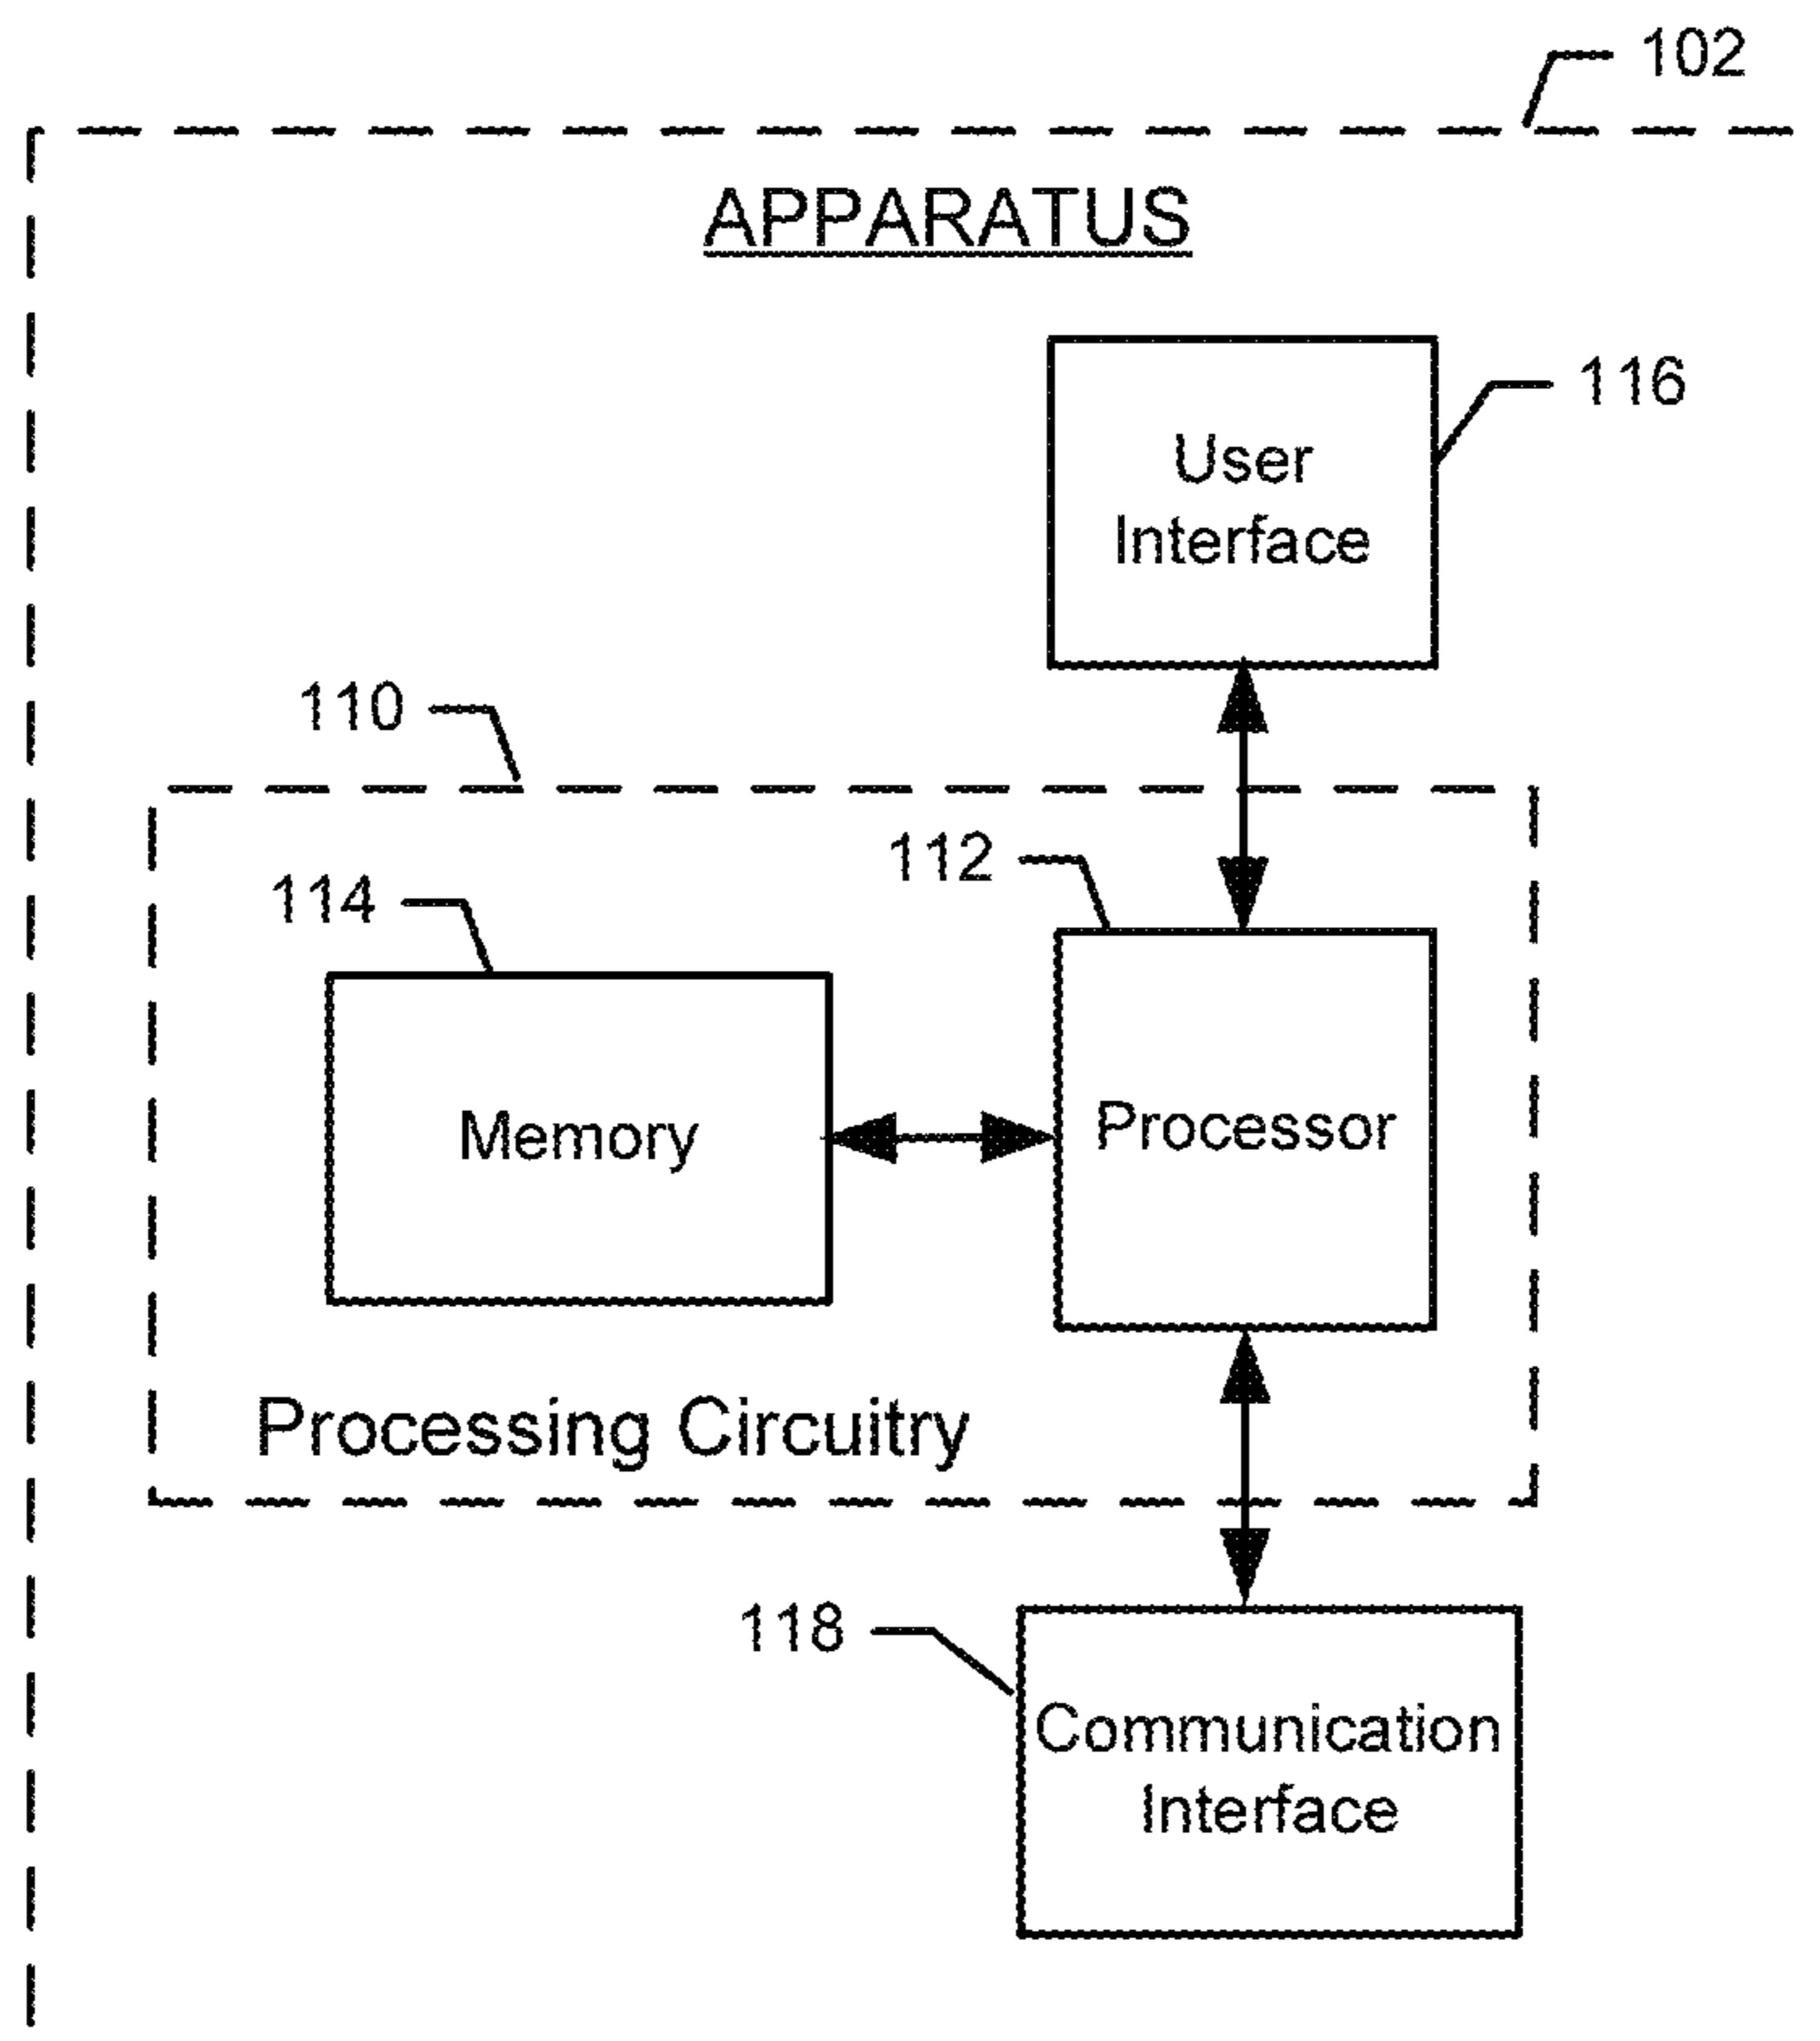 102
APPARATUS
User
Interface
116
110
112
114
Memory
Processor
Processing Circuitry
118
Communication
Interface